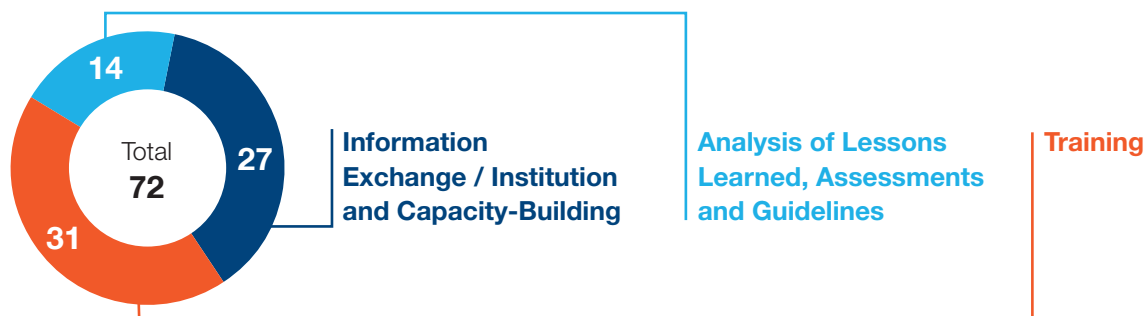 14
Total
72
27
31
Information
Exchange / Institution
and Capacity-Building
Analysis of Lessons
Learned, Assessments
and Guidelines
Training